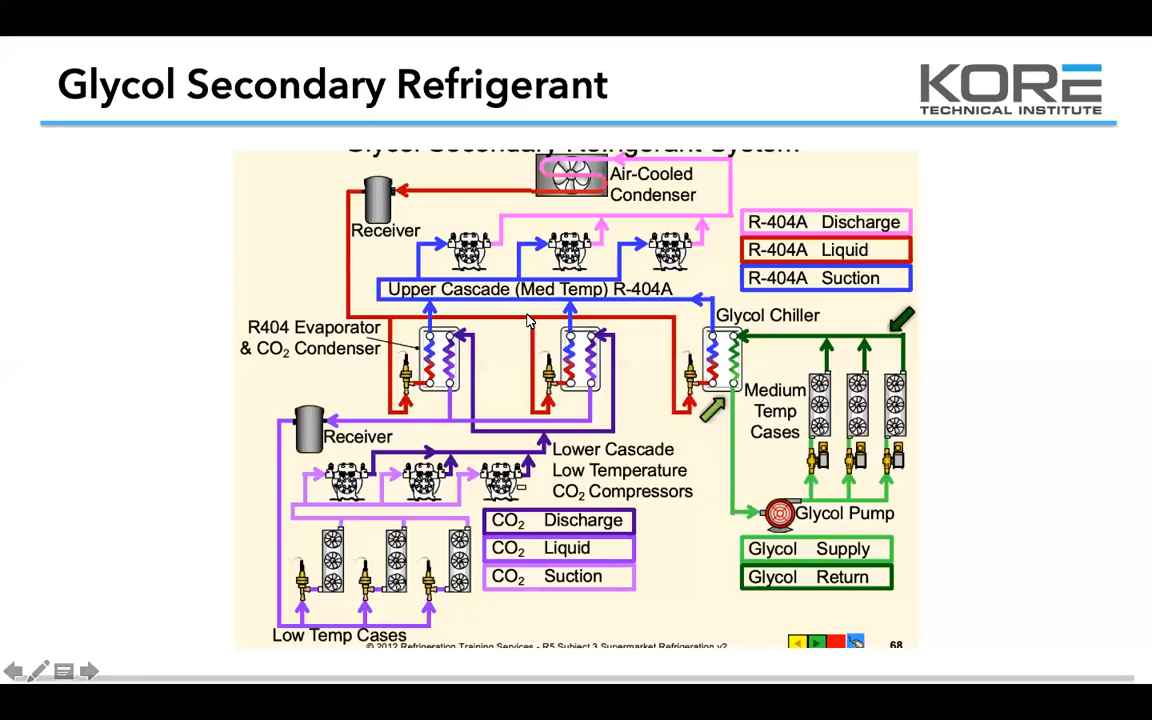 Glycol Secondary Refrigerant
KORE
TECHNICAL INSTITUTE
Glycol Secondary Refrigerant System
Air-Cooled
Condenser
Receiver
R-404A Discharge
R-404A Liquid
R-404A Suction
Upper Cascade (Med Temp) R-404A
Glycol Chiller
R404 Evaporator
& CO₂ Condenser
Medium
Temp
Cases
Receiver
Lower Cascade
Low Temperature
CO₂ Compressors
Glycol Pump
CO₂ Discharge
CO₂ Liquid
CO₂ Suction
Glycol Supply
Glycol Return
Low Temp Cases
© 2012 Refrigeration Training Services - R5 Subject 3 Supermarket Refrigeration v2
68